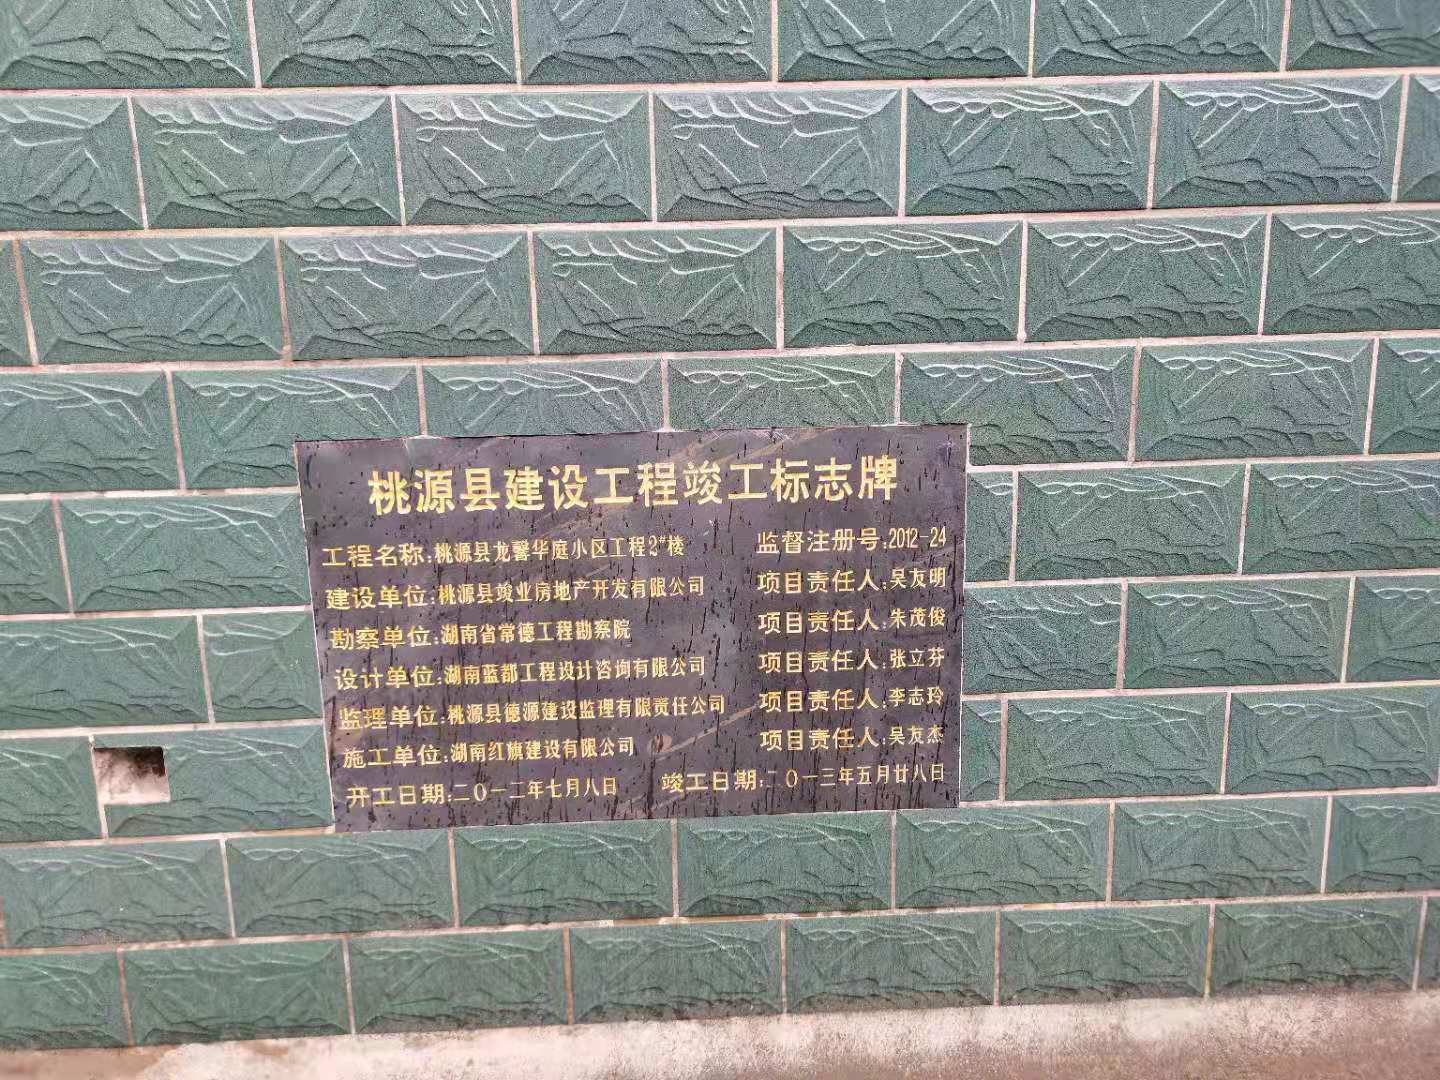 桃源县建设工程竣工标志牌
工程名称:桃源县龙馨华庭小区工程2#楼 监督注册号:2012-24
建设单位:桃源县竣业房地产开发有限公司 项目责任人:吴友明
勘察单位:湖南省常德工程勘察院 项目责任人:朱茂俊
设计单位:湖南蓝都工程设计咨询有限公司 项目责任人:张立芬
监理单位:桃源县德源建设监理有限责任公司 项目责任人:李志玲
施工单位:湖南红旗建设有限公司 项目责任人:吴友杰
开工日期:二0一二年七月八日 竣工日期:二0一三年五月廿八日